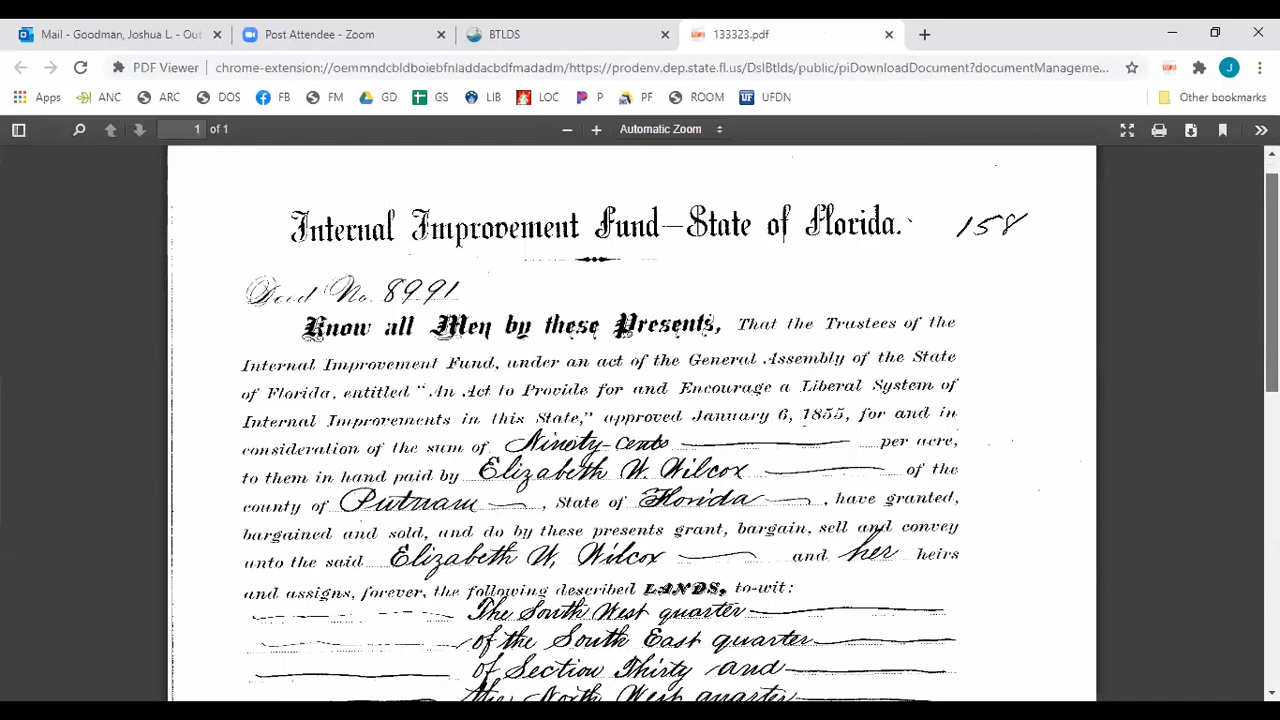 Mail - Goodman, Joshua L. - Out
Post Attendee - Zoom
BTLDS
133323.pdf
PDF Viewer
chrome-extension://oemmndcbldboiebfnladdacbdfmadadm/https://prodenv.dep.state.fl.us/DslBtlds/public/piDownloadDocument?documentManageme...
J
Apps ANC ARC DOS FB FM GD GS LIB LOC P PF ROOM UFDN Other bookmarks
1 of 1 Automatic Zoom
Internal Improvement Fund—State of Florida. 158
Deed No. 8991
Know all Men by these Presents, That the Trustees of the
Internal Improvement Fund, under an act of the General Assembly of the State
of Florida, entitled "An Act to Provide for and Encourage a Liberal System of
Internal Improvements in this State," approved January 6, 1855, for and in
consideration of the sum of Ninety-cents per acre,
to them in hand paid by Elizabeth W. Wilcox of the
county of Putnam, State of Florida, have granted,
bargained and sold, and do by these presents grant, bargain, sell and convey
unto the said Elizabeth W. Wilcox and her heirs
and assigns, forever, the following described LANDS, to-wit:
The South West quarter
of the South East quarter
of Section Thirty and
the North West quarter